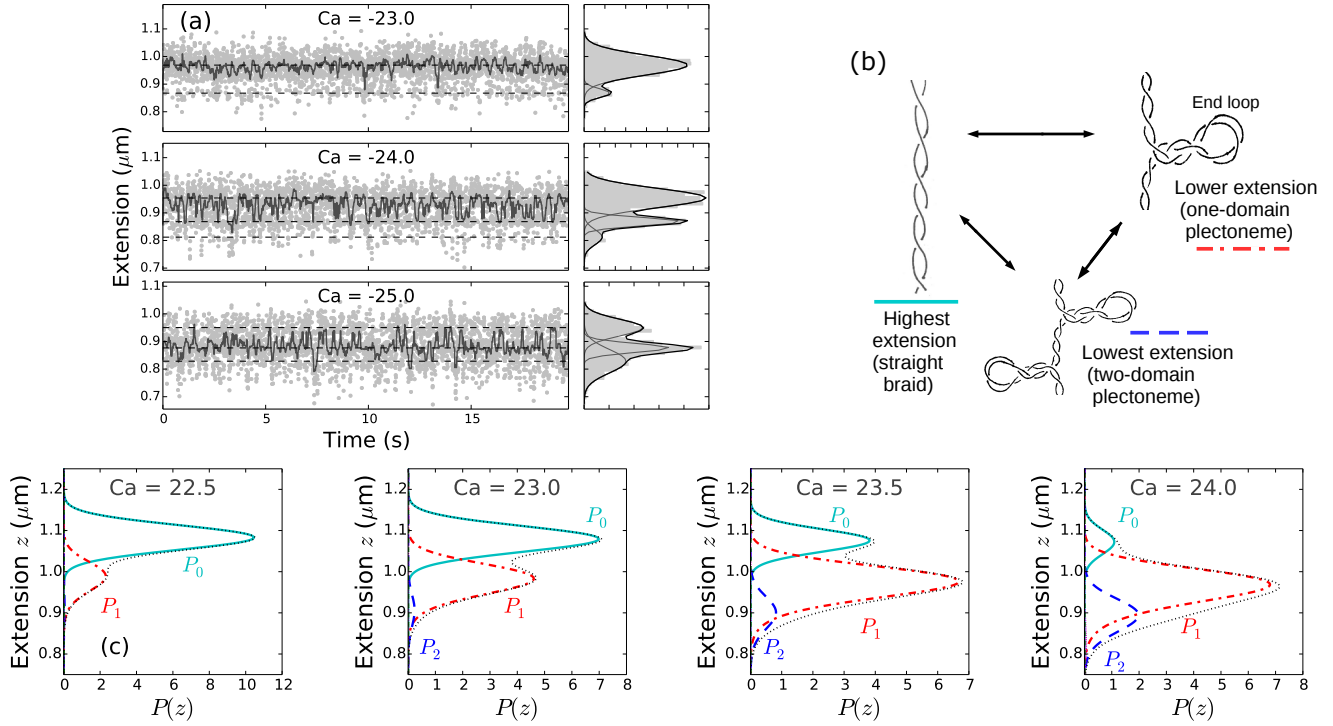 (a)
Ca = -23.0
1.1
1.0
0.9
0.8
Ca = -24.0
1.1
1.0
0.9
0.8
0.7
Ca = -25.0
1.1
1.0
0.9
0.8
0.7
Extension (μm)
0 5 10 15
Time (s)
(b)
End loop
Lower extension
(one-domain
plectoneme)
Highest
extension
(straight
braid)
Lowest extension
(two-domain
plectoneme)
Ca = 22.5
1.2
1.1
1.0
0.9
0.8
Extension z (μm)
P0
P1
(c)
0 2 4 6 8 10 12
P(z)
Ca = 23.0
1.2
1.1
1.0
0.9
0.8
Extension z (μm)
P0
P1
P2
0 1 2 3 4 5 6 7 8
P(z)
Ca = 23.5
1.2
1.1
1.0
0.9
0.8
Extension z (μm)
P0
P1
P2
0 1 2 3 4 5 6 7
P(z)
Ca = 24.0
1.2
1.1
1.0
0.9
0.8
Extension z (μm)
P0
P1
P2
0 1 2 3 4 5 6 7 8
P(z)